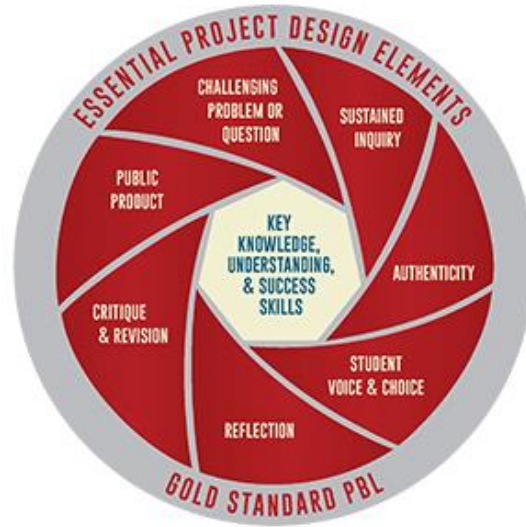 ESSENTIAL PROJECT DESIGN ELEMENTS
CHALLENGING
PROBLEM OR
QUESTION
SUSTAINED
INQUIRY
AUTHENTICITY
STUDENT
VOICE & CHOICE
REFLECTION
CRITIQUE
& REVISION
PUBLIC
PRODUCT
KEY
KNOWLEDGE,
UNDERSTANDING,
& SUCCESS
SKILLS
GOLD STANDARD PBL